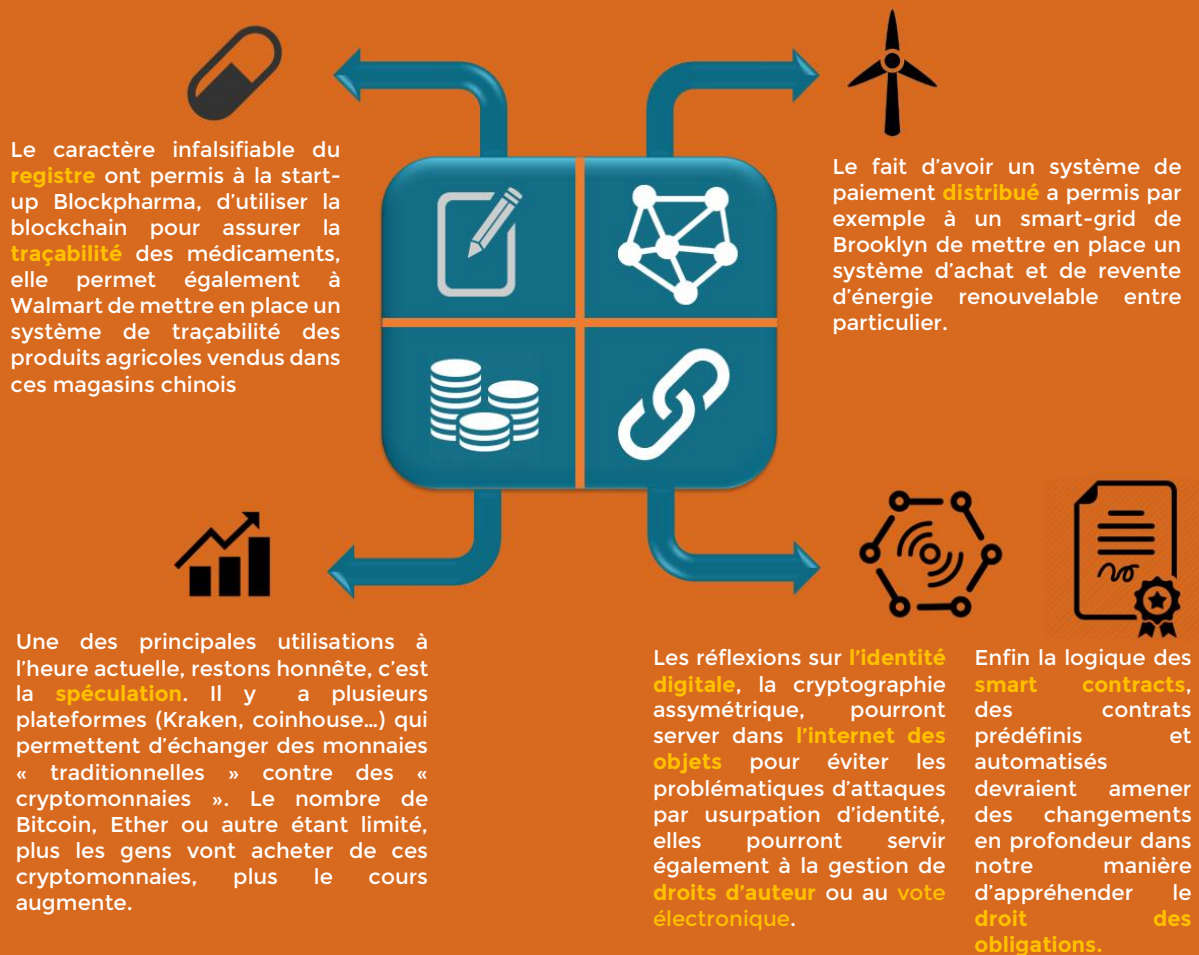 Le caractère infalsifiable du
registre ont permis à la start-
up Blockpharma, d'utiliser la
blockchain pour assurer la
traçabilité des médicaments,
elle permet également à
Walmart de mettre en place un
système de traçabilité des
produits agricoles vendus dans
ces magasins chinois
Le fait d'avoir un système de
paiement distribué a permis par
exemple à un smart-grid de
Brooklyn de mettre en place un
système d'achat et de revente
d'énergie renouvelable entre
particulier.
Une des principales utilisations à
l'heure actuelle, restons honnête, c'est
la spéculation. Il y a plusieurs
plateformes (Kraken, coinhouse…) qui
permettent d'échanger des monnaies
« traditionnelles » contre des «
cryptomonnaies ». Le nombre de
Bitcoin, Ether ou autre étant limité,
plus les gens vont acheter de ces
cryptomonnaies, plus le cours
augmente.
Les réflexions sur l'identité
digitale, la cryptographie
assymétrique, pourront
server dans l'internet des
objets pour éviter les
problématiques d'attaques
par usurpation d'identité,
elles pourront servir
également à la gestion de
droits d'auteur ou au vote
électronique.
Enfin la logique des
smart contracts,
des contrats
prédéfinis et
automatisés
devraient amener
des changements
en profondeur dans
notre manière
d'appréhender le
droit des
obligations.